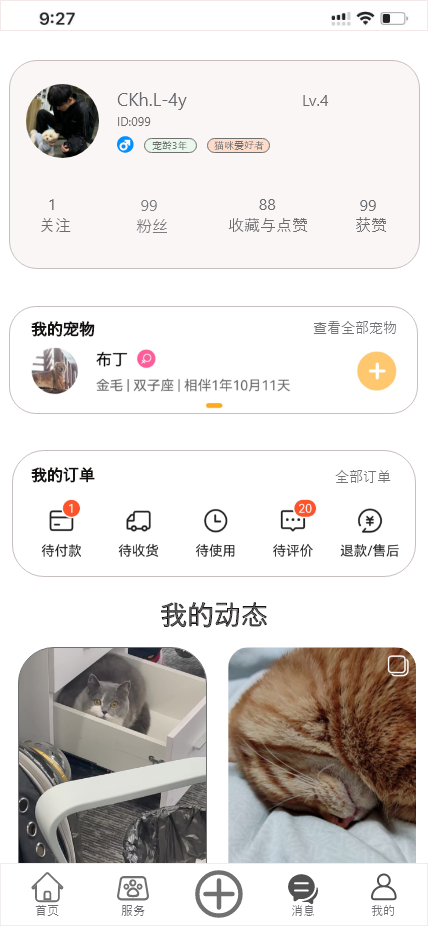 9:27
CKh.L-4y
Lv.4
ID:099
宠龄3年
猫咪爱好者
1
99
88
99
关注
粉丝
收藏与点赞
获赞
我的宠物
查看全部宠物
布丁
金毛 | 双子座 | 相伴1年10月11天
我的订单
全部订单
1
20
待付款
待收货
待使用
待评价
退款/售后
我的动态
首页
服务
消息
我的